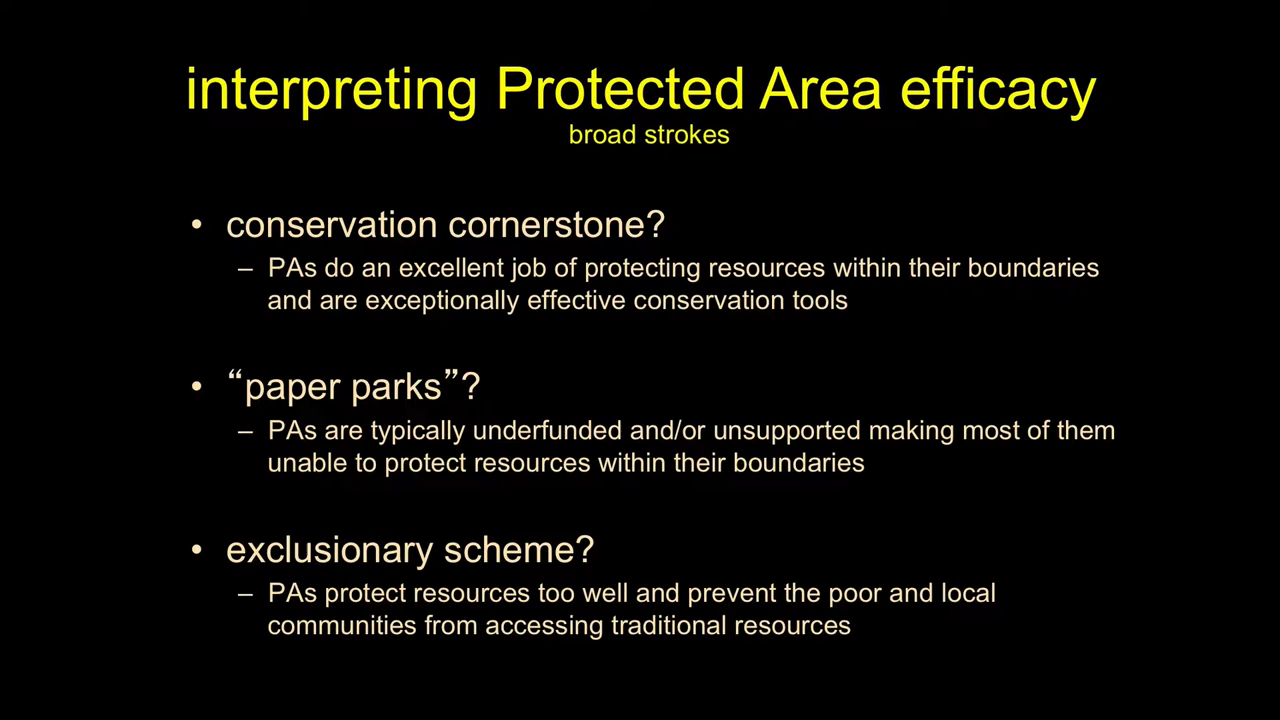 interpreting Protected Area efficacy
broad strokes
• conservation cornerstone?
– PAs do an excellent job of protecting resources within their boundaries
and are exceptionally effective conservation tools
• “paper parks”?
– PAs are typically underfunded and/or unsupported making most of them
unable to protect resources within their boundaries
• exclusionary scheme?
– PAs protect resources too well and prevent the poor and local
communities from accessing traditional resources